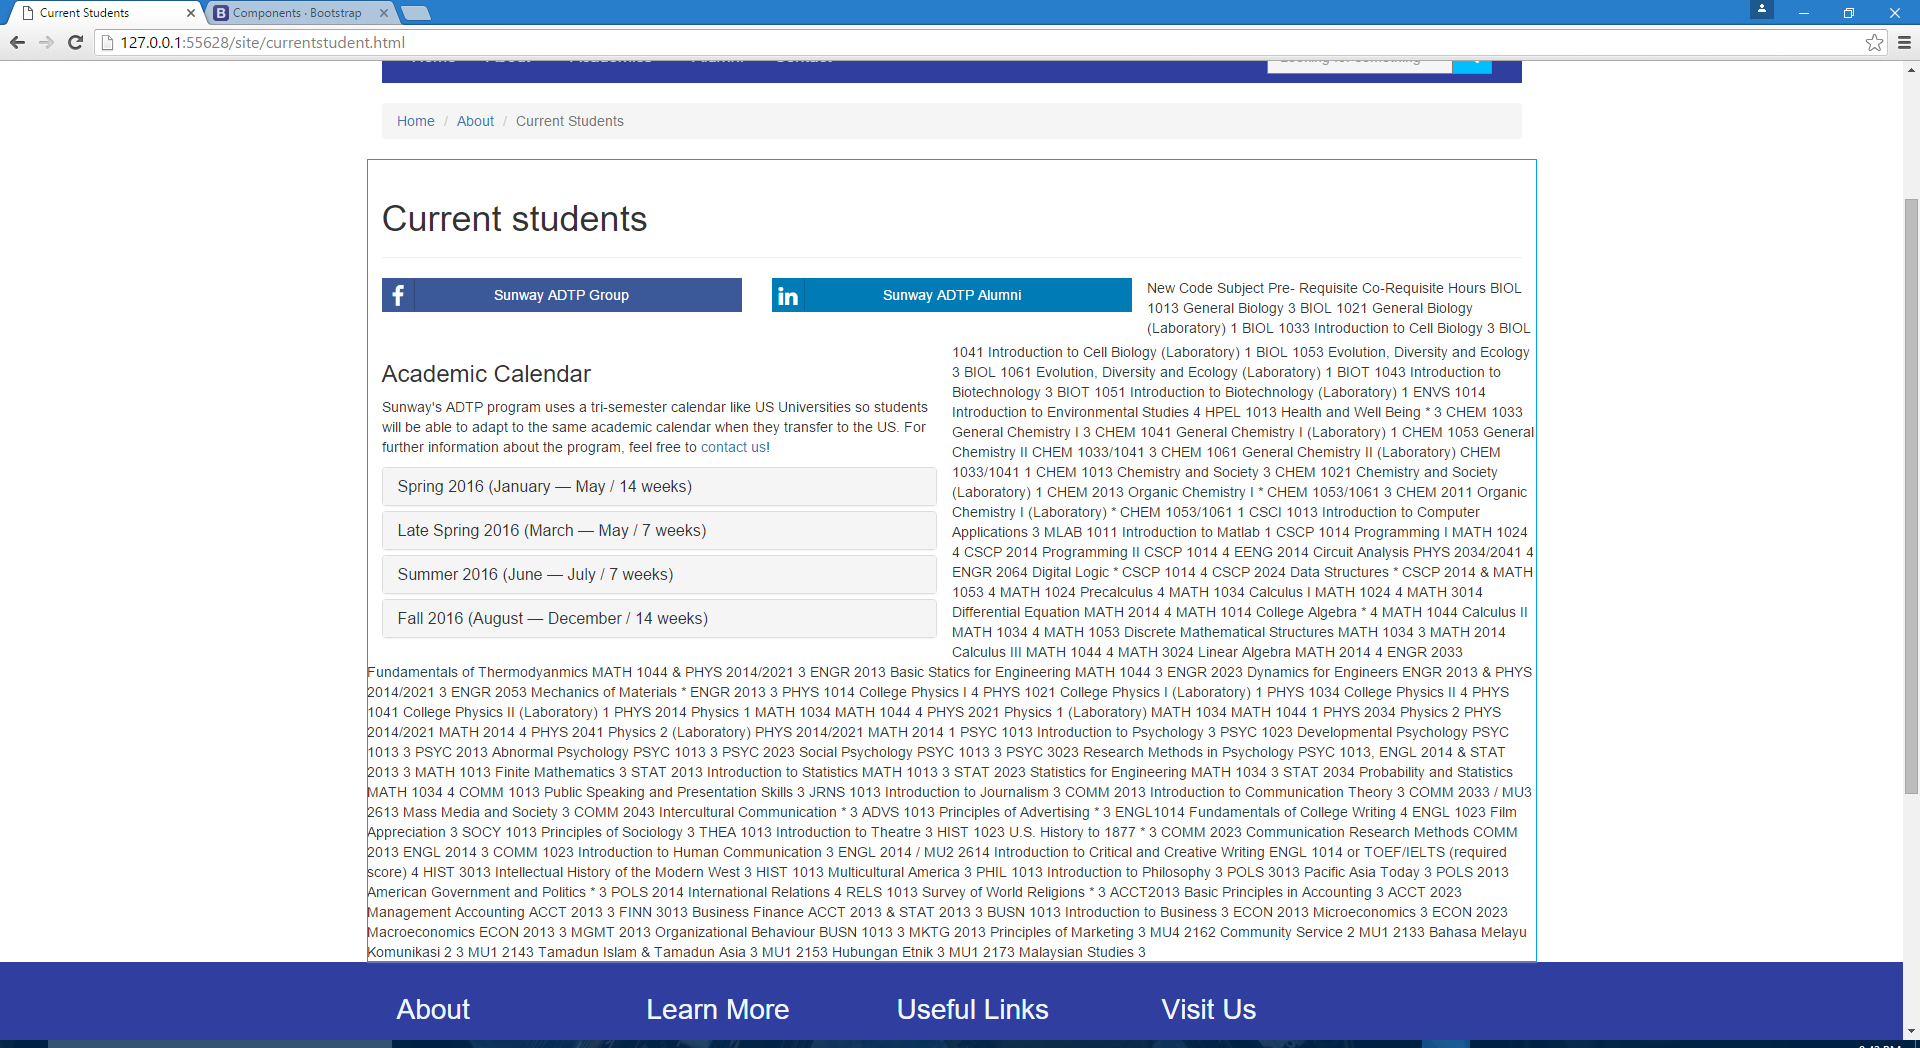 Current Students
Components · Bootstrap
127.0.0.1:55628/site/currentstudent.html
Home About Academics Alumni Contact
Looking for something
Home / About / Current Students
Current students
Sunway ADTP Group
Sunway ADTP Alumni
New Code Subject Pre- Requisite Co-Requisite Hours BIOL
1013 General Biology 3 BIOL 1021 General Biology
(Laboratory) 1 BIOL 1033 Introduction to Cell Biology 3 BIOL
1041 Introduction to Cell Biology (Laboratory) 1 BIOL 1053 Evolution, Diversity and Ecology
3 BIOL 1061 Evolution, Diversity and Ecology (Laboratory) 1 BIOT 1043 Introduction to
Biotechnology 3 BIOT 1051 Introduction to Biotechnology (Laboratory) 1 ENVS 1014
Introduction to Environmental Studies 4 HPEL 1013 Health and Well Being * 3 CHEM 1033
General Chemistry I 3 CHEM 1041 General Chemistry I (Laboratory) 1 CHEM 1053 General
Chemistry II CHEM 1033/1041 3 CHEM 1061 General Chemistry II (Laboratory) CHEM
1033/1041 1 CHEM 1013 Chemistry and Society 3 CHEM 1021 Chemistry and Society
(Laboratory) 1 CHEM 2013 Organic Chemistry I * CHEM 1053/1061 3 CHEM 2011 Organic
Chemistry I (Laboratory) * CHEM 1053/1061 1 CSCI 1013 Introduction to Computer
Applications 3 MLAB 1011 Introduction to Matlab 1 CSCP 1014 Programming I MATH 1024
4 CSCP 2014 Programming II CSCP 1014 4 EENG 2014 Circuit Analysis PHYS 2034/2041 4
ENGR 2064 Digital Logic * CSCP 1014 4 CSCP 2024 Data Structures * CSCP 2014 & MATH
1053 4 MATH 1024 Precalculus 4 MATH 1034 Calculus I MATH 1024 4 MATH 3014
Differential Equation MATH 2014 4 MATH 1014 College Algebra * 4 MATH 1044 Calculus II
MATH 1034 4 MATH 1053 Discrete Mathematical Structures MATH 1034 3 MATH 2014
Calculus III MATH 1044 4 MATH 3024 Linear Algebra MATH 2014 4 ENGR 2033
Academic Calendar
Sunway's ADTP program uses a tri-semester calendar like US Universities so students
will be able to adapt to the same academic calendar when they transfer to the US. For
further information about the program, feel free to contact us!
Spring 2016 (January — May / 14 weeks)
Late Spring 2016 (March — May / 7 weeks)
Summer 2016 (June — July / 7 weeks)
Fall 2016 (August — December / 14 weeks)
Fundamentals of Thermodyanmics MATH 1044 & PHYS 2014/2021 3 ENGR 2013 Basic Statics for Engineering MATH 1044 3 ENGR 2023 Dynamics for Engineers ENGR 2013 & PHYS
2014/2021 3 ENGR 2053 Mechanics of Materials * ENGR 2013 3 PHYS 1014 College Physics I 4 PHYS 1021 College Physics I (Laboratory) 1 PHYS 1034 College Physics II 4 PHYS
1041 College Physics II (Laboratory) 1 PHYS 2014 Physics 1 MATH 1034 MATH 1044 4 PHYS 2021 Physics 1 (Laboratory) MATH 1034 MATH 1044 1 PHYS 2034 Physics 2 PHYS
2014/2021 MATH 2014 4 PHYS 2041 Physics 2 (Laboratory) PHYS 2014/2021 MATH 2014 1 PSYC 1013 Introduction to Psychology 3 PSYC 1023 Developmental Psychology PSYC
1013 3 PSYC 2013 Abnormal Psychology PSYC 1013 3 PSYC 2023 Social Psychology PSYC 1013 3 PSYC 3023 Research Methods in Psychology PSYC 1013, ENGL 2014 & STAT
2013 3 MATH 1013 Finite Mathematics 3 STAT 2013 Introduction to Statistics MATH 1013 3 STAT 2023 Statistics for Engineering MATH 1034 3 STAT 2034 Probability and Statistics
MATH 1034 4 COMM 1013 Public Speaking and Presentation Skills 3 JRNS 1013 Introduction to Journalism 3 COMM 2013 Introduction to Communication Theory 3 COMM 2033 / MU3
2613 Mass Media and Society 3 COMM 2043 Intercultural Communication * 3 ADVS 1013 Principles of Advertising * 3 ENGL1014 Fundamentals of College Writing 4 ENGL 1023 Film
Appreciation 3 SOCY 1013 Principles of Sociology 3 THEA 1013 Introduction to Theatre 3 HIST 1023 U.S. History to 1877 * 3 COMM 2023 Communication Research Methods COMM
2013 ENGL 2014 3 COMM 1023 Introduction to Human Communication 3 ENGL 2014 / MU2 2614 Introduction to Critical and Creative Writing ENGL 1014 or TOEF/IELTS (required
score) 4 HIST 3013 Intellectual History of the Modern West 3 HIST 1013 Multicultural America 3 PHIL 1013 Introduction to Philosophy 3 POLS 3013 Pacific Asia Today 3 POLS 2013
American Government and Politics * 3 POLS 2014 International Relations 4 RELS 1013 Survey of World Religions * 3 ACCT2013 Basic Principles in Accounting 3 ACCT 2023
Management Accounting ACCT 2013 3 FINN 3013 Business Finance ACCT 2013 & STAT 2013 3 BUSN 1013 Introduction to Business 3 ECON 2013 Microeconomics 3 ECON 2023
Macroeconomics ECON 2013 3 MGMT 2013 Organizational Behaviour BUSN 1013 3 MKTG 2013 Principles of Marketing 3 MU4 2162 Community Service 2 MU1 2133 Bahasa Melayu
Komunikasi 2 3 MU1 2143 Tamadun Islam & Tamadun Asia 3 MU1 2153 Hubungan Etnik 3 MU1 2173 Malaysian Studies 3
About
Learn More
Useful Links
Visit Us